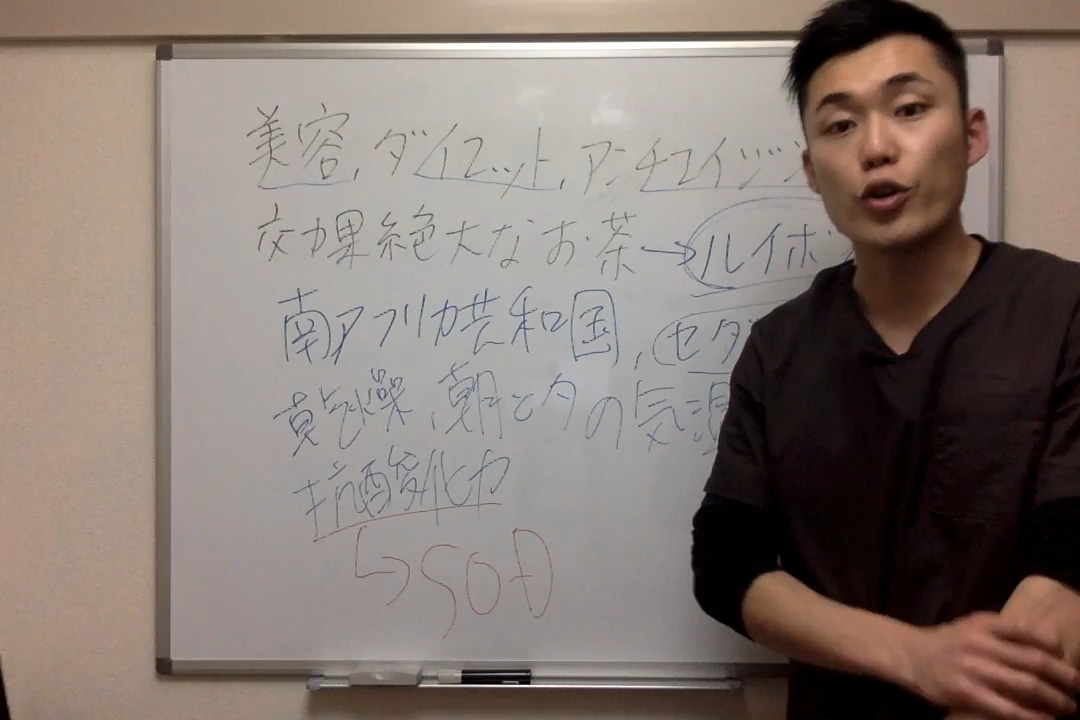 美容,ダイエット,アンチエイジン
効果絶大なお茶→ルイボ
南アフリカ共和国,セダ
乾燥,朝と夕の気温
抗酸化力
↳SOD